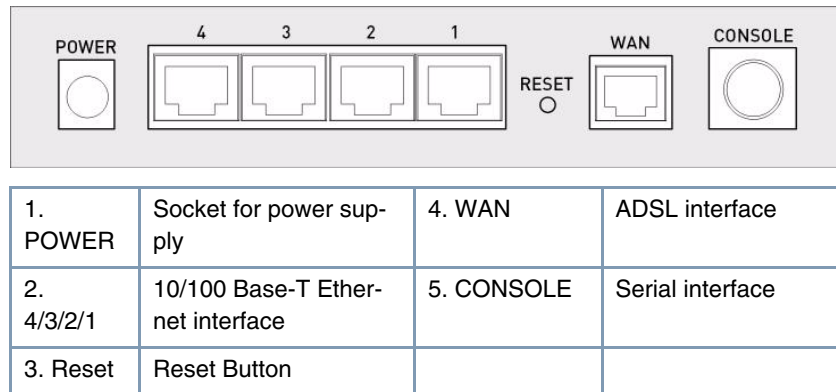 POWER 4 3 2 1 RESET WAN CONSOLE
1. POWER
Socket for power sup-
ply
4. WAN
ADSL interface
2. 4/3/2/1
10/100 Base-T Ether-
net interface
5. CONSOLE
Serial interface
3. Reset
Reset Button